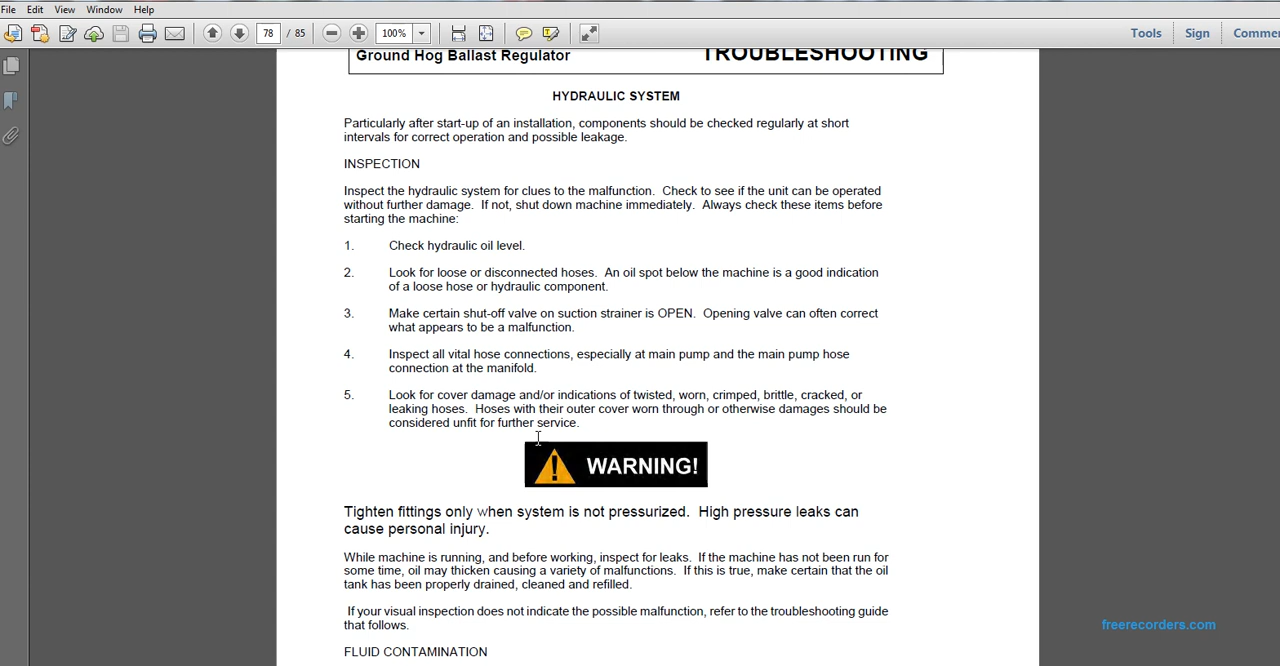 File Edit View Window Help
78 / 85 100% Tools Sign Commen
Ground Hog Ballast Regulator TROUBLESHOOTING
HYDRAULIC SYSTEM
Particularly after start-up of an installation, components should be checked regularly at short
intervals for correct operation and possible leakage.
INSPECTION
Inspect the hydraulic system for clues to the malfunction. Check to see if the unit can be operated
without further damage. If not, shut down machine immediately. Always check these items before
starting the machine:
1. Check hydraulic oil level.
2. Look for loose or disconnected hoses. An oil spot below the machine is a good indication
of a loose hose or hydraulic component.
3. Make certain shut-off valve on suction strainer is OPEN. Opening valve can often correct
what appears to be a malfunction.
4. Inspect all vital hose connections, especially at main pump and the main pump hose
connection at the manifold.
5. Look for cover damage and/or indications of twisted, worn, crimped, brittle, cracked, or
leaking hoses. Hoses with their outer cover worn through or otherwise damages should be
considered unfit for further service.
WARNING!
Tighten fittings only when system is not pressurized. High pressure leaks can
cause personal injury.
While machine is running, and before working, inspect for leaks. If the machine has not been run for
some time, oil may thicken causing a variety of malfunctions. If this is true, make certain that the oil
tank has been properly drained, cleaned and refilled.
If your visual inspection does not indicate the possible malfunction, refer to the troubleshooting guide
that follows.
freerecorders.com
FLUID CONTAMINATION